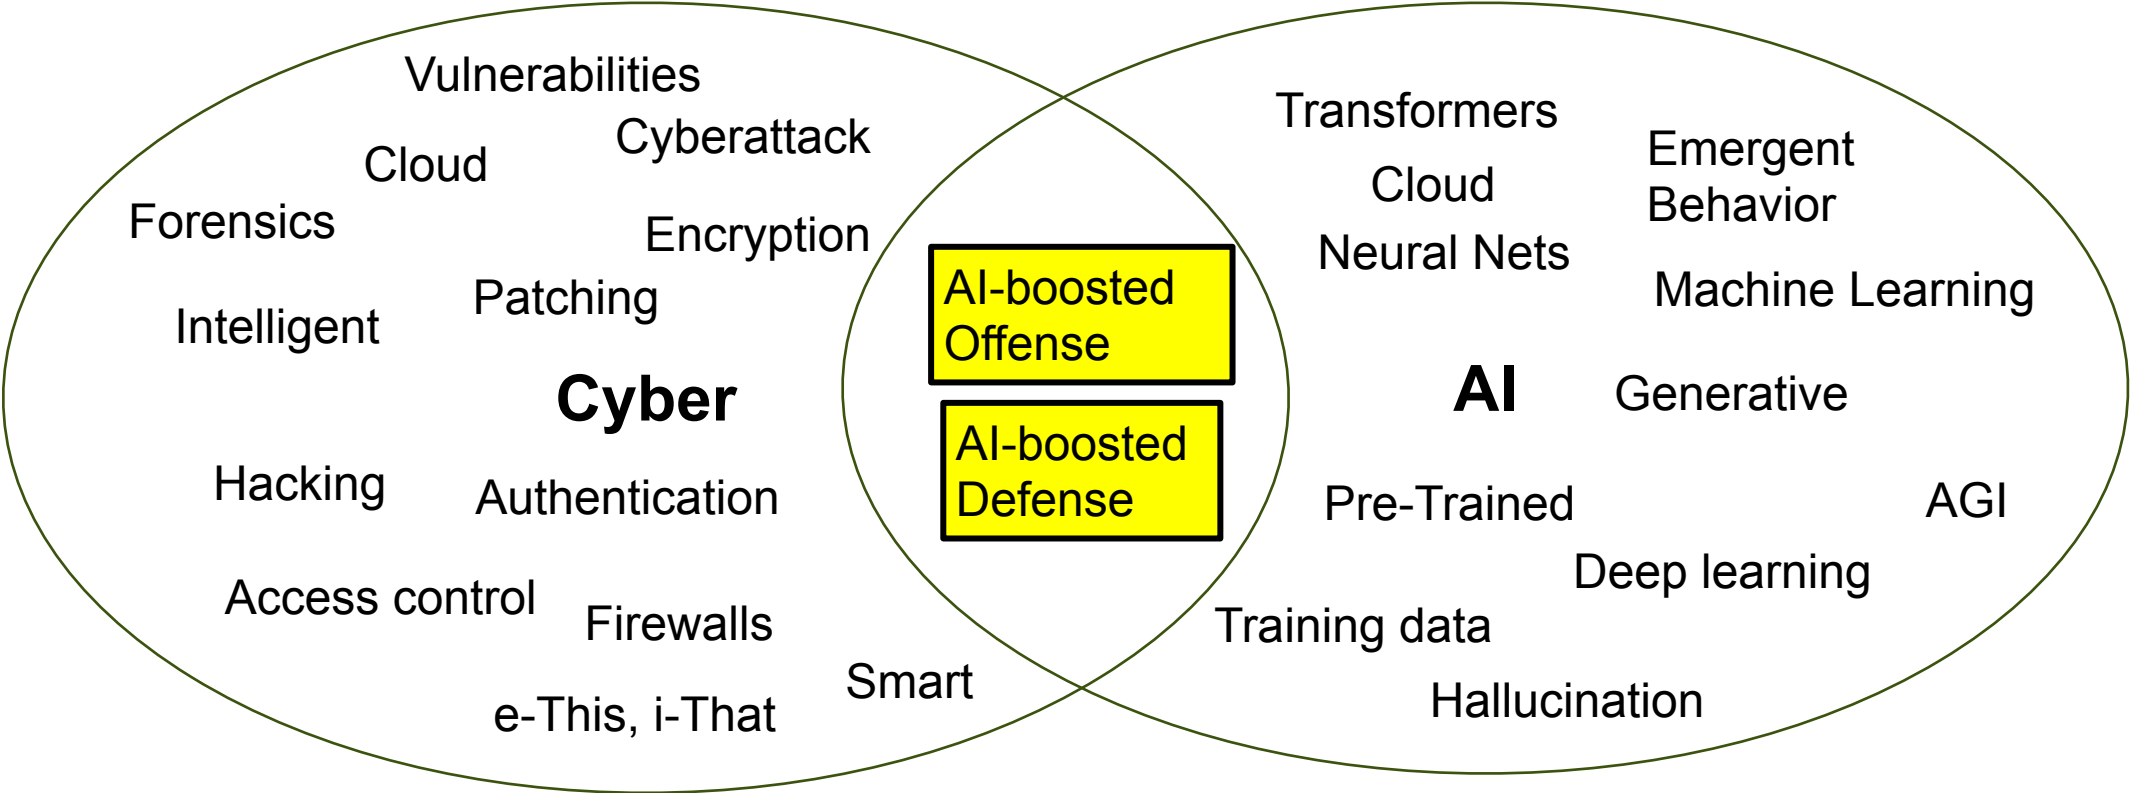 Vulnerabilities
Cyberattack
Cloud
Forensics
Encryption
Patching
Intelligent
Cyber
Hacking
Authentication
Access control
Firewalls
Smart
e-This, i-That
AI-boosted
Offense
AI-boosted
Defense
Transformers
Emergent
Behavior
Cloud
Neural Nets
Machine Learning
AI
Generative
Pre-Trained
AGI
Deep learning
Training data
Hallucination